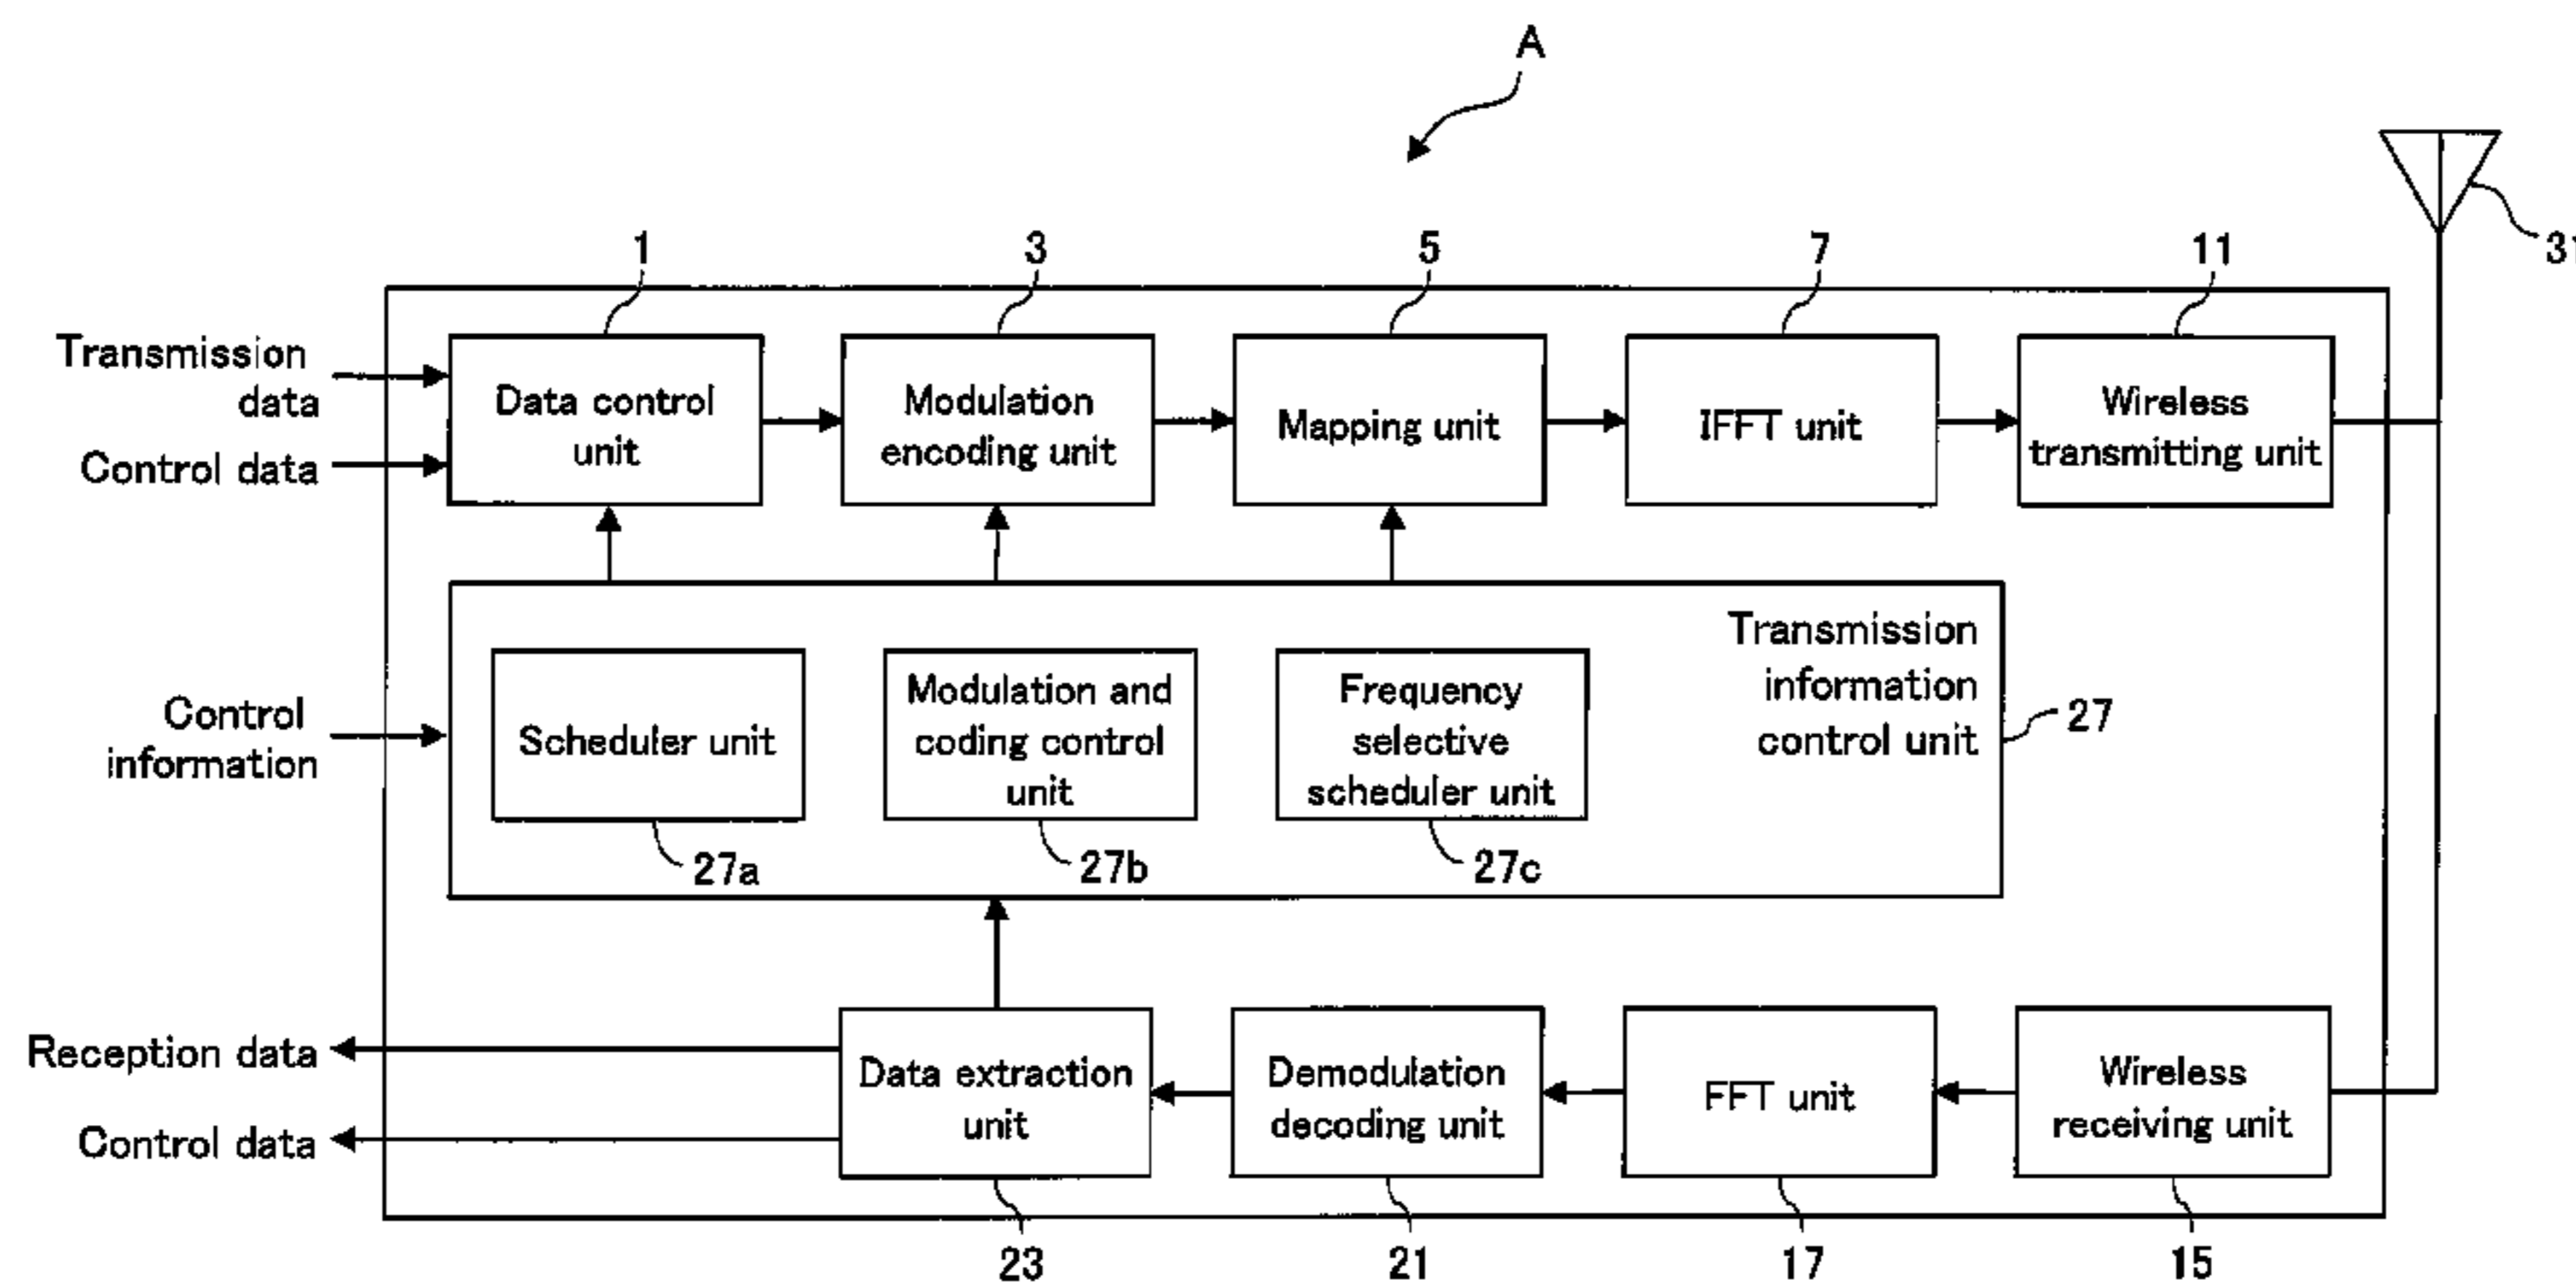 A
31
1
3
5
7
11
Transmission
data
Control data
Data control
unit
Modulation
encoding unit
Mapping unit
IFFT unit
Wireless
transmitting unit
Control
information
Scheduler unit
27a
Modulation and
coding control
unit
27b
Frequency
selective
scheduler unit
27c
Transmission
information
control unit
27
Reception data
Control data
Data extraction
unit
23
Demodulation
decoding unit
21
FFT unit
17
Wireless
receiving unit
15